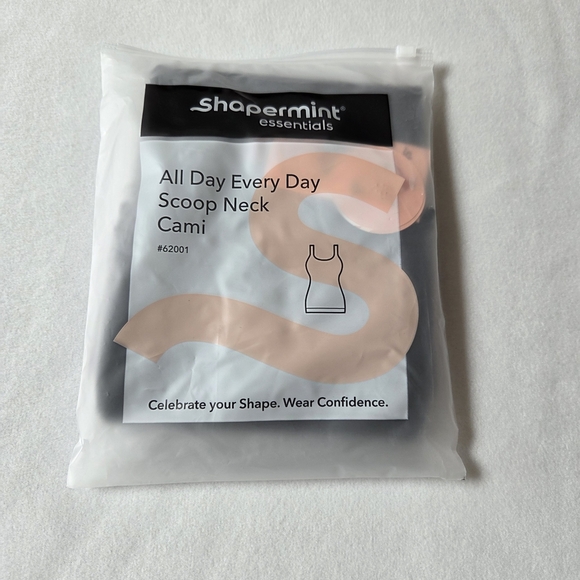 shapermint®
essentials
All Day Every Day
Scoop Neck
Cami
#62001
Celebrate your Shape. Wear Confidence.